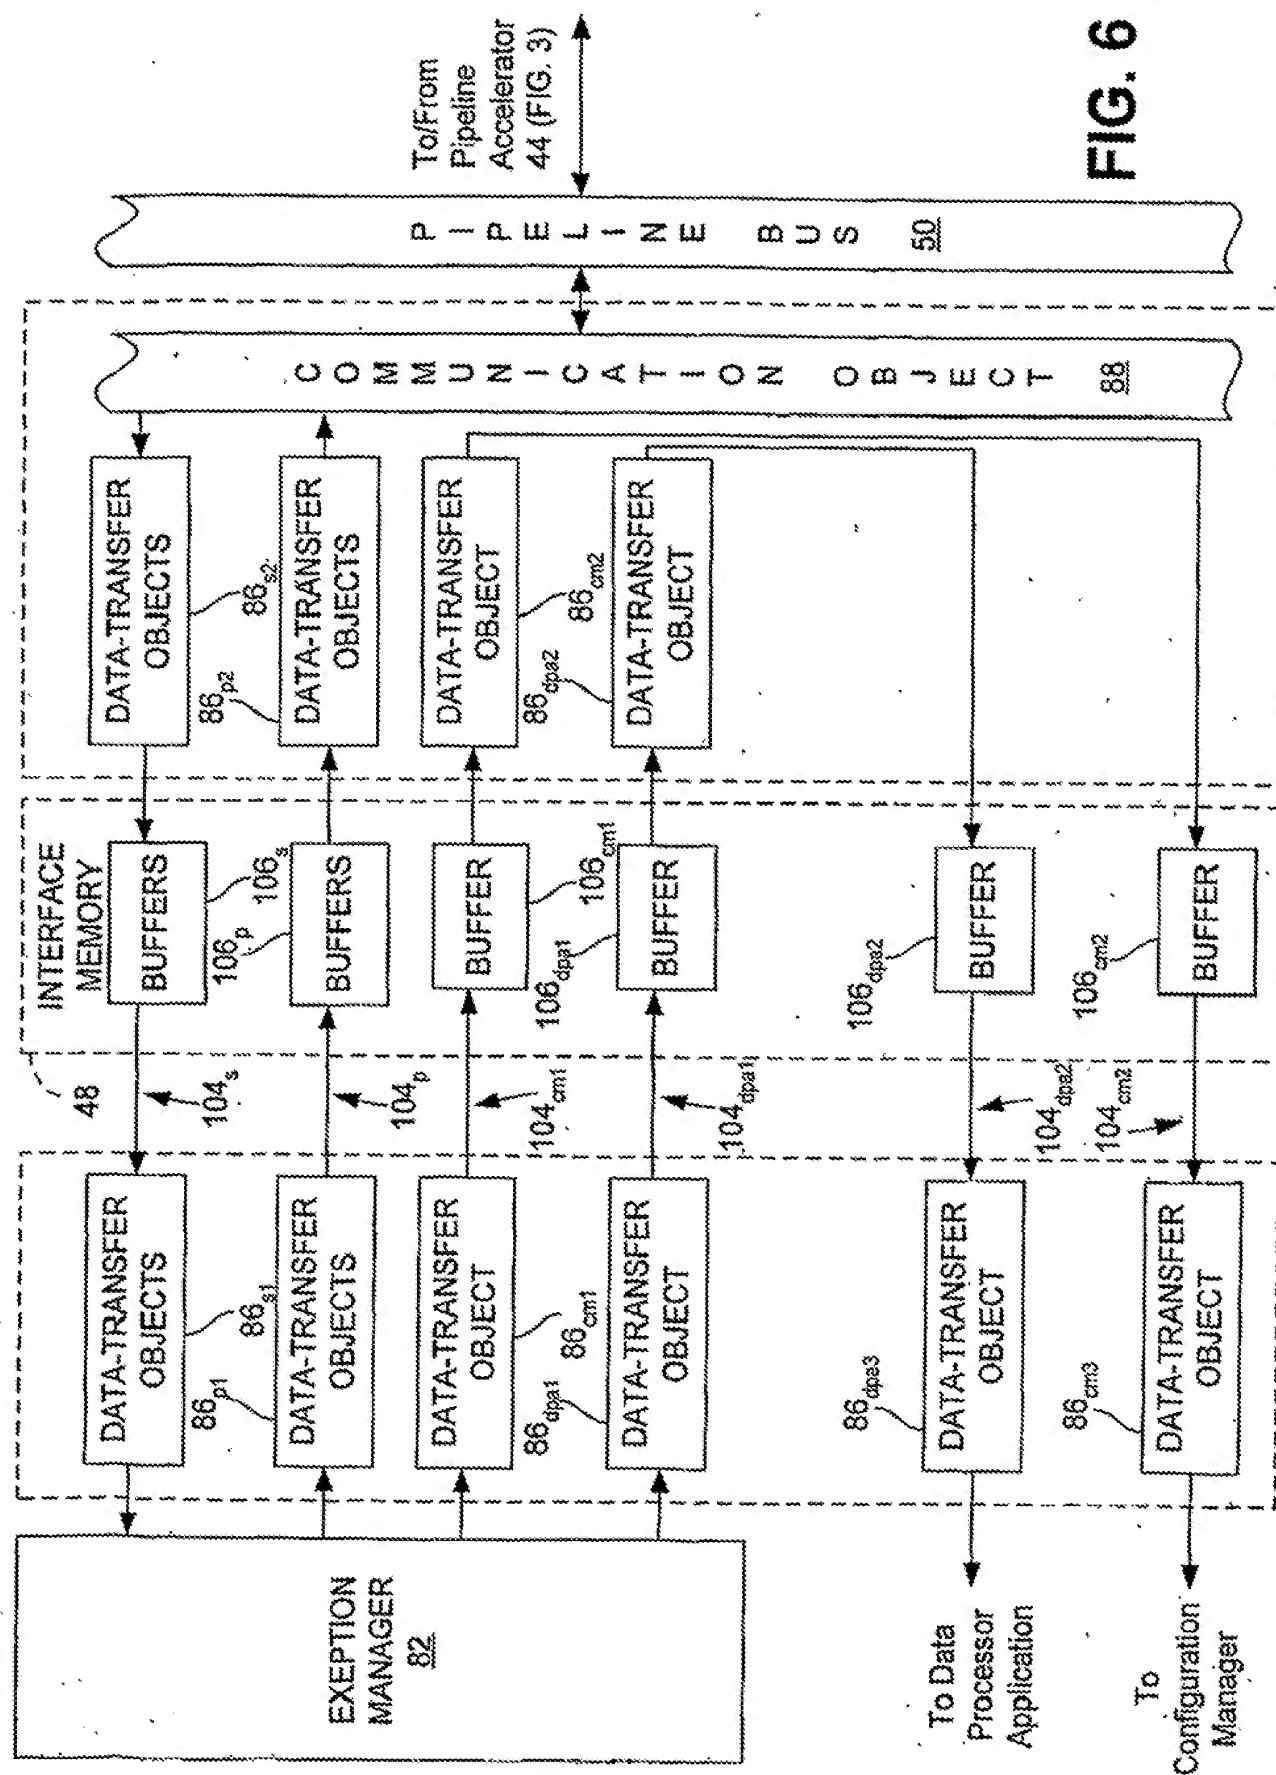 EXEPTION
MANAGER
82
DATA-TRANSFER
OBJECTS
86s1
86p1
DATA-TRANSFER
OBJECTS
DATA-TRANSFER
OBJECT
86cm1
86dpa1
DATA-TRANSFER
OBJECT
86dpa3
DATA-TRANSFER
OBJECT
86cm3
DATA-TRANSFER
OBJECT
To Data
Processor
Application
To
Configuration
Manager
48
104s
104p
104cm1
104dpa1
104dpa2
104cm2
INTERFACE
MEMORY
BUFFERS
106s
106p
BUFFERS
BUFFER
106cm1
106dpa1
BUFFER
106dpa2
BUFFER
106cm2
BUFFER
DATA-TRANSFER
OBJECTS
86s2
86p2
DATA-TRANSFER
OBJECTS
DATA-TRANSFER
OBJECT
86cm2
86dpa2
DATA-TRANSFER
OBJECT
COMMUNICATION OBJECT
88
PIPELINE BUS
50
To/From
Pipeline
Accelerator
44 (FIG. 3)
FIG. 6